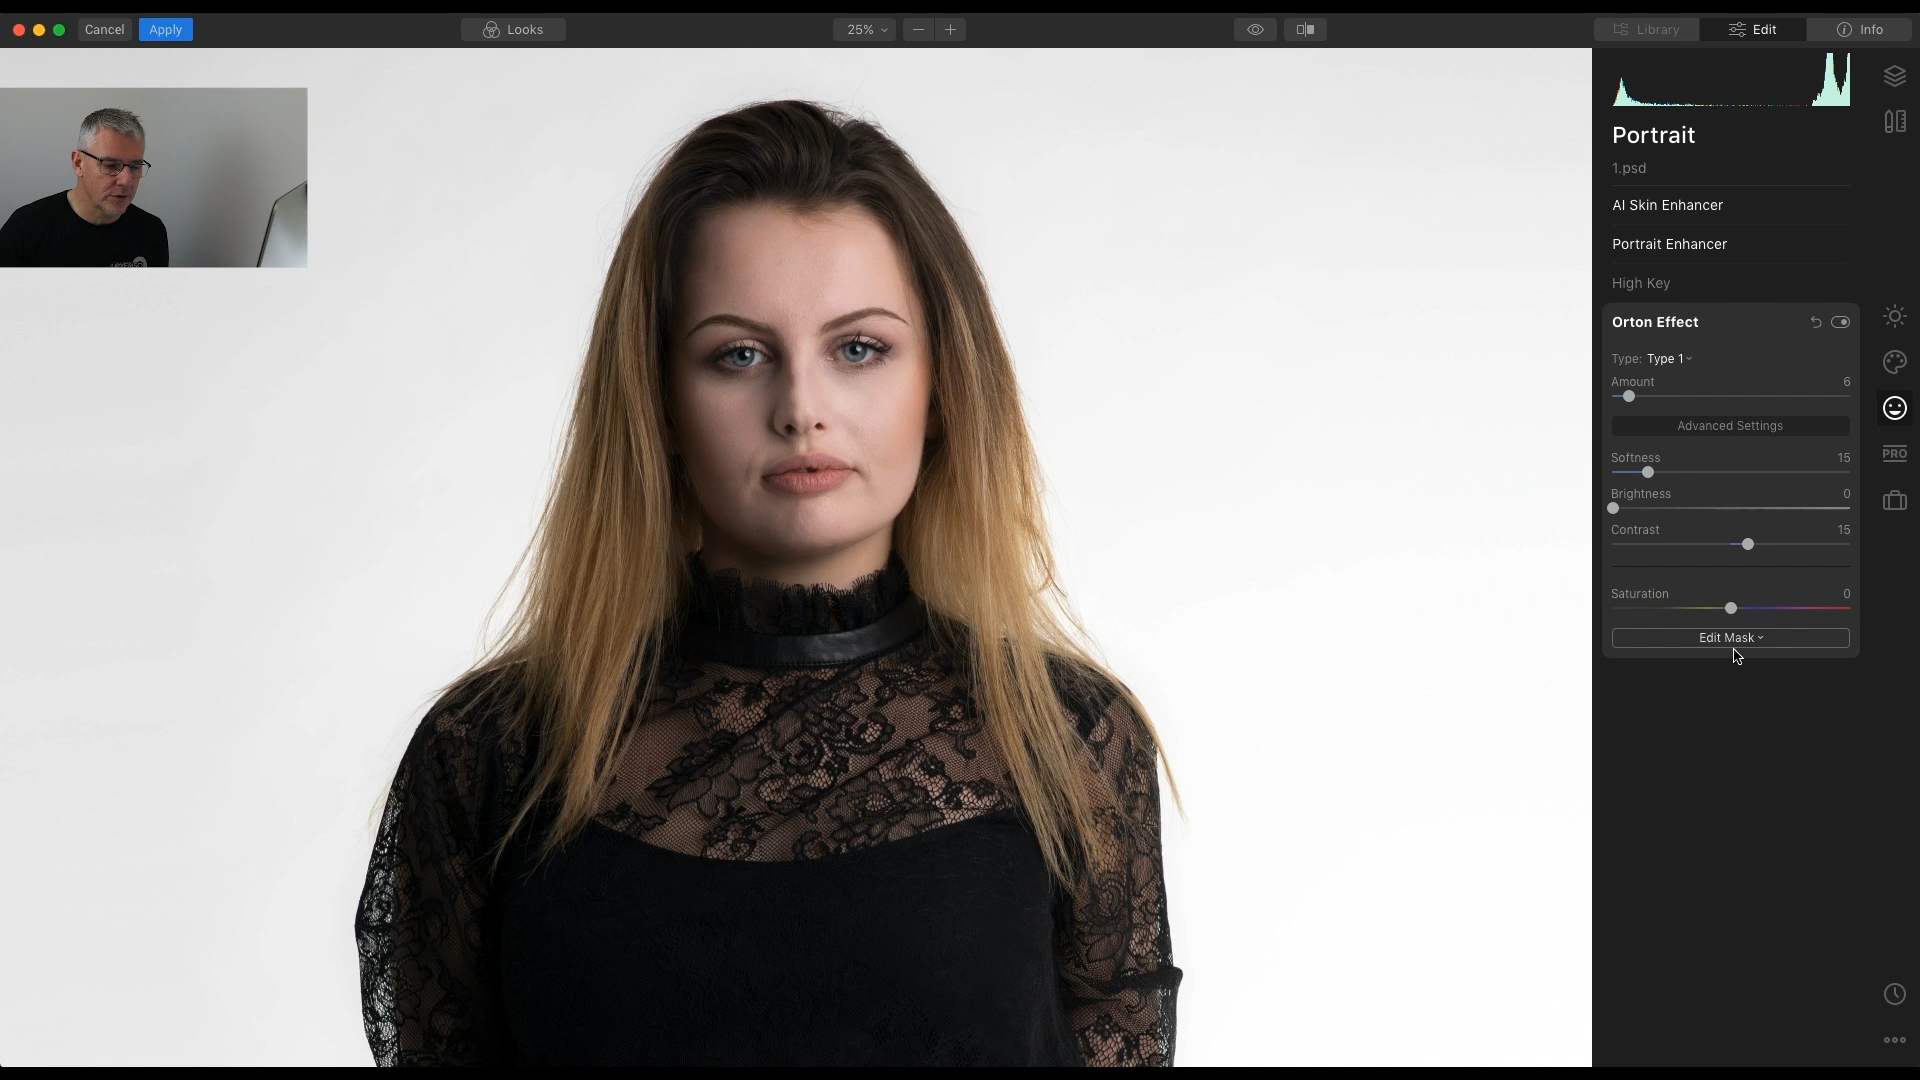 Cancel Apply Looks 25% Library Edit Info
Portrait
1.psd
AI Skin Enhancer
Portrait Enhancer
High Key
Orton Effect
Type: Type 1
Amount 6
Advanced Settings
Softness 15
PRO
Brightness 0
Contrast 15
Saturation 0
Edit Mask